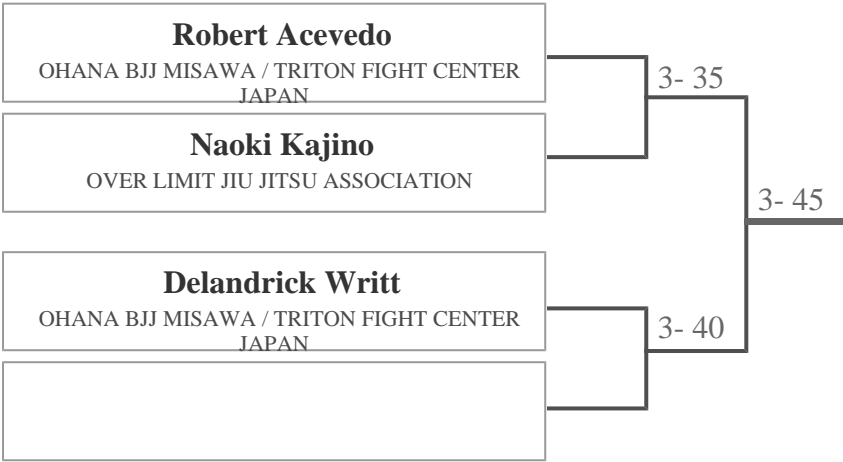 Robert Acevedo
OHANA BJJ MISAWA / TRITON FIGHT CENTER
JAPAN
3- 35
Naoki Kajino
OVER LIMIT JIU JITSU ASSOCIATION
3- 45
Delandrick Writt
OHANA BJJ MISAWA / TRITON FIGHT CENTER
JAPAN
3- 40